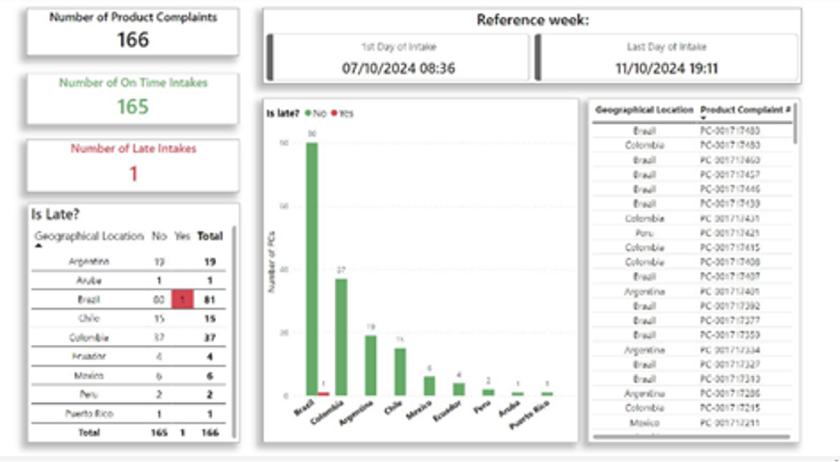 Number of Product Complaints
166
Number of On Time Intakes
165
Number of Late Intakes
1
Is Late?
Geographical Location No Yes Total
Argentina 19 19
Aruba 1 1
Brazil 80 1 81
Chile 15 15
Colombia 37 37
Ecuador 4 4
Mexico 6 6
Peru 2 2
Puerto Rico 1 1
Total 165 1 166
Reference week:
1st Day of Intake
07/10/2024 08:36
Last Day of Intake
11/10/2024 19:11
Is late? No Yes
Number of PCs
80
60
40
20
0
80
1
37
19
15
6
4
2
1
1
Brazil
Colombia
Argentina
Chile
Mexico
Ecuador
Peru
Aruba
Puerto Rico
Geographical Location Product Complaint #
Brazil PC-001717483
Colombia PC-001717480
Brazil PC-001717460
Brazil PC-001717457
Brazil PC-001717446
Brazil PC-001717439
Colombia PC-001717431
Peru PC-001717421
Colombia PC-001717415
Colombia PC-001717408
Brazil PC-001717407
Argentina PC-001717401
Brazil PC-001717392
Brazil PC-001717377
Brazil PC-001717353
Argentina PC-001717334
Brazil PC-001717327
Brazil PC-001717313
Argentina PC-001717286
Colombia PC-001717215
Mexico PC-001717211